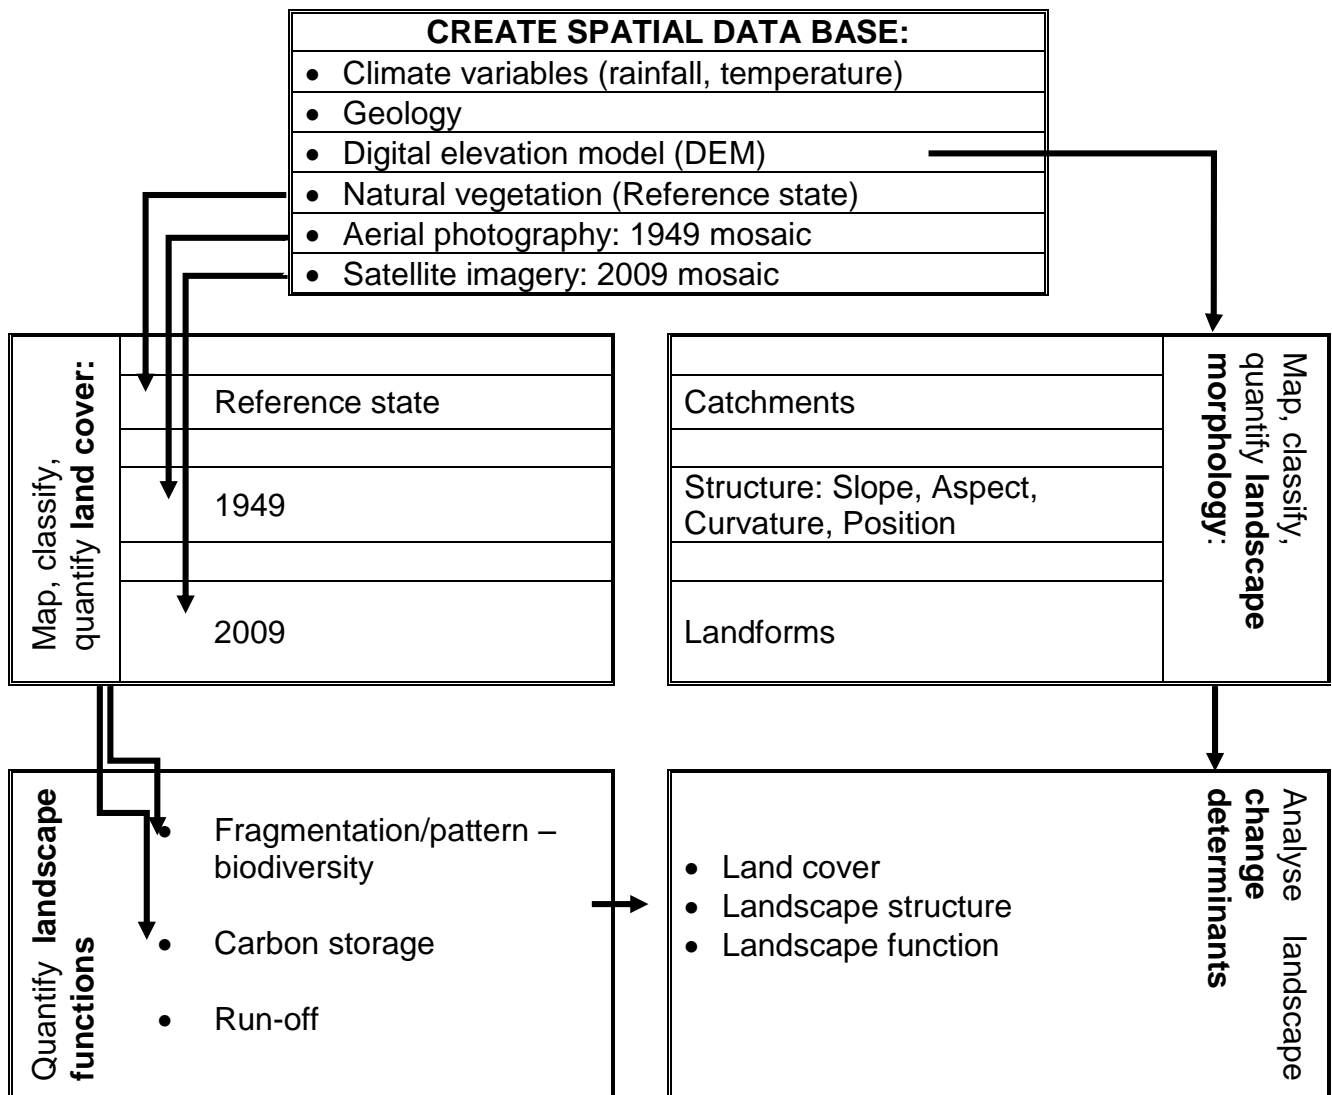 CREATE SPATIAL DATA BASE:
• Climate variables (rainfall, temperature)
• Geology
• Digital elevation model (DEM)
• Natural vegetation (Reference state)
• Aerial photography: 1949 mosaic
• Satellite imagery: 2009 mosaic
Map, classify,
quantify land cover:
Reference state
1949
2009
Catchments
Structure: Slope, Aspect,
Curvature, Position
Landforms
Map, classify,
quantify landscape
morphology:
Quantify landscape
functions
• Fragmentation/pattern –
biodiversity
• Carbon storage
• Run-off
• Land cover
• Landscape structure
• Landscape function
Analyse landscape
change
determinants